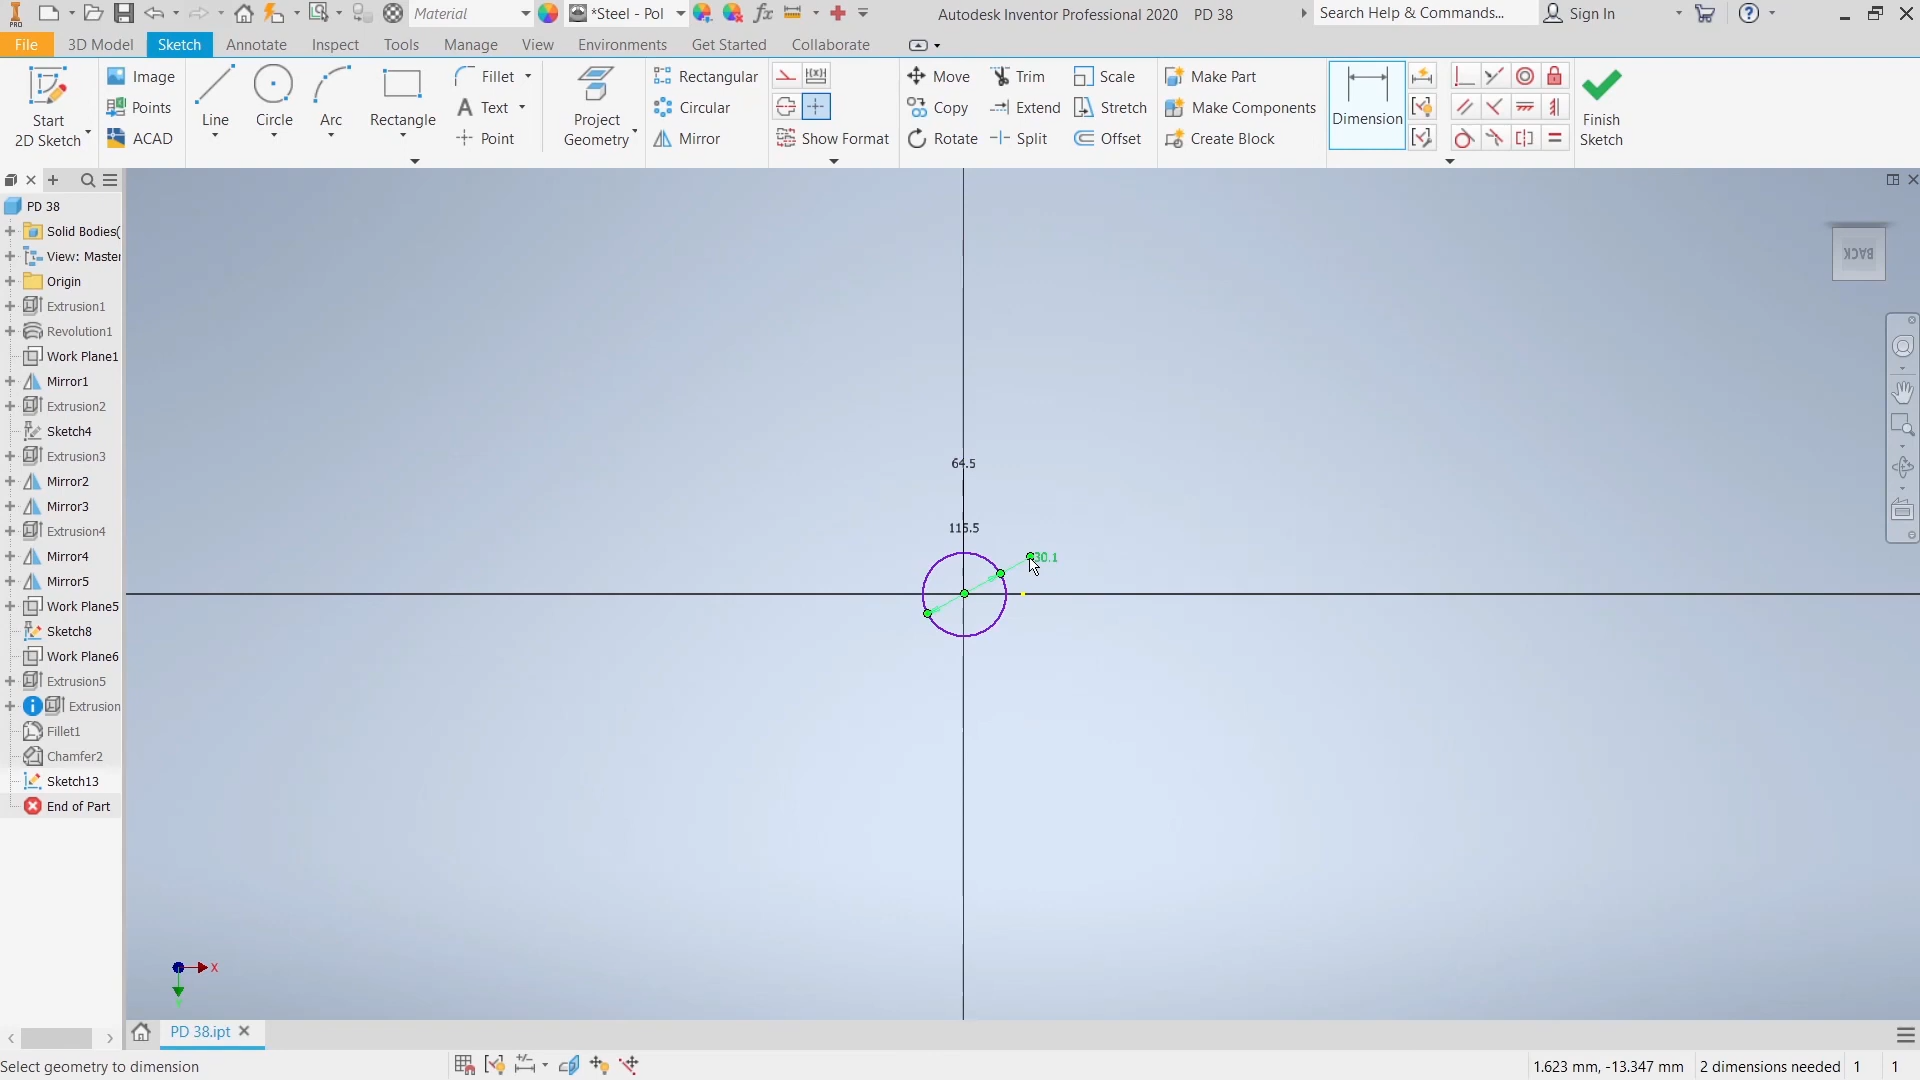 PRO
Material
*Steel - Pol
fx
Autodesk Inventor Professional 2020 PD 38
Search Help & Commands...
Sign In
File
3D Model
Sketch
Annotate
Inspect
Tools
Manage
View
Environments
Get Started
Collaborate
Start
2D Sketch
Image
Points
ACAD
Line
Circle
Arc
Rectangle
Fillet
Text
Point
Project
Geometry
Rectangular
Circular
Mirror
Show Format
Move
Copy
Rotate
Trim
Extend
Split
Scale
Stretch
Offset
Make Part
Make Components
Create Block
Dimension
Finish
Sketch
PD 38
Solid Bodies(
View: Master
Origin
Extrusion1
Revolution1
Work Plane1
Mirror1
Extrusion2
Sketch4
Extrusion3
Mirror2
Mirror3
Extrusion4
Mirror4
Mirror5
Work Plane5
Sketch8
Work Plane6
Extrusion5
Extrusion
Fillet1
Chamfer2
Sketch13
End of Part
BACK
64.5
115.5
30.1
X
PD 38.ipt
Select geometry to dimension
1.623 mm, -13.347 mm
2 dimensions needed
1
1